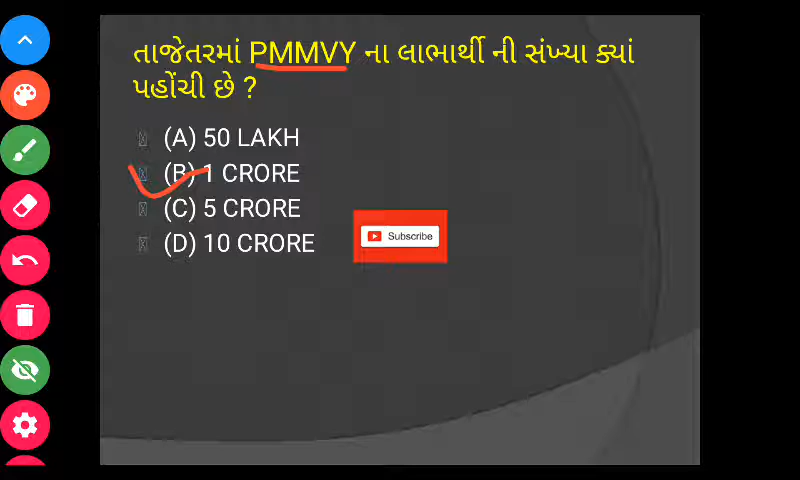 તાજેતરમાં PMMVY ના લાભાર્થી ની સંખ્યા ક્યાં
પહોંચી છે ?
(A) 50 LAKH
(B) 1 CRORE
(C) 5 CRORE
(D) 10 CRORE
Subscribe